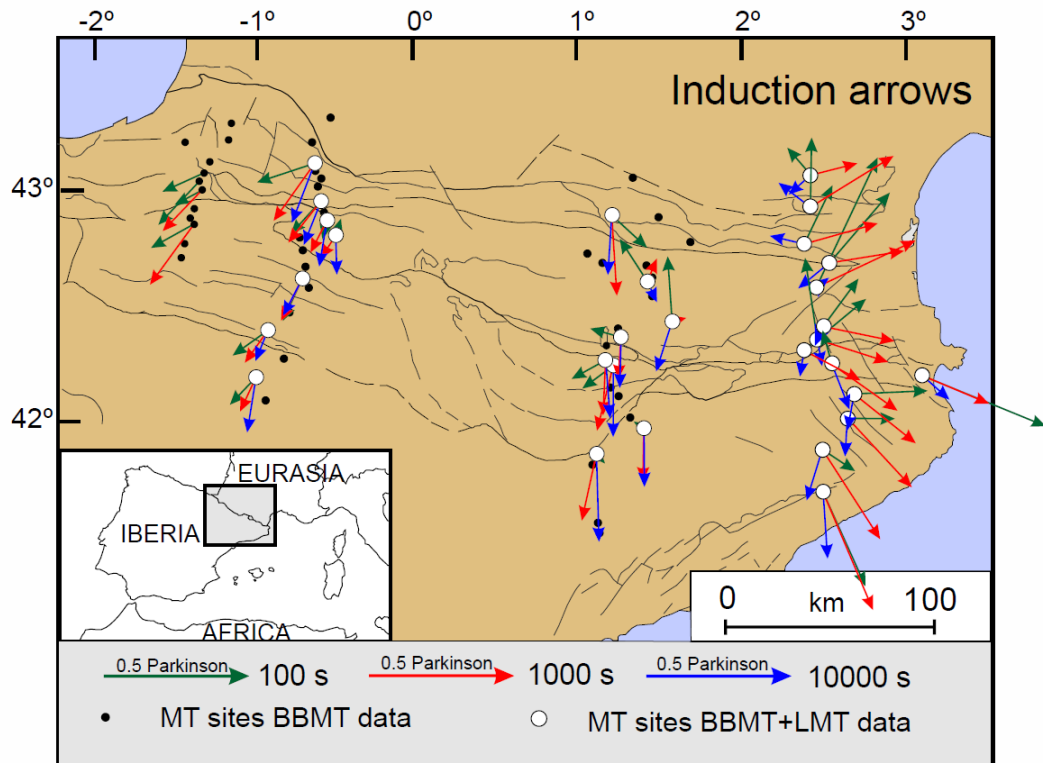 -2º -1º 0º 1º 2º 3º
Induction arrows
43º
42º
EURASIA
IBERIA
AFRICA
0 km 100
0.5 Parkinson 100 s 0.5 Parkinson 1000 s 0.5 Parkinson 10000 s
MT sites BBMT data MT sites BBMT+LMT data